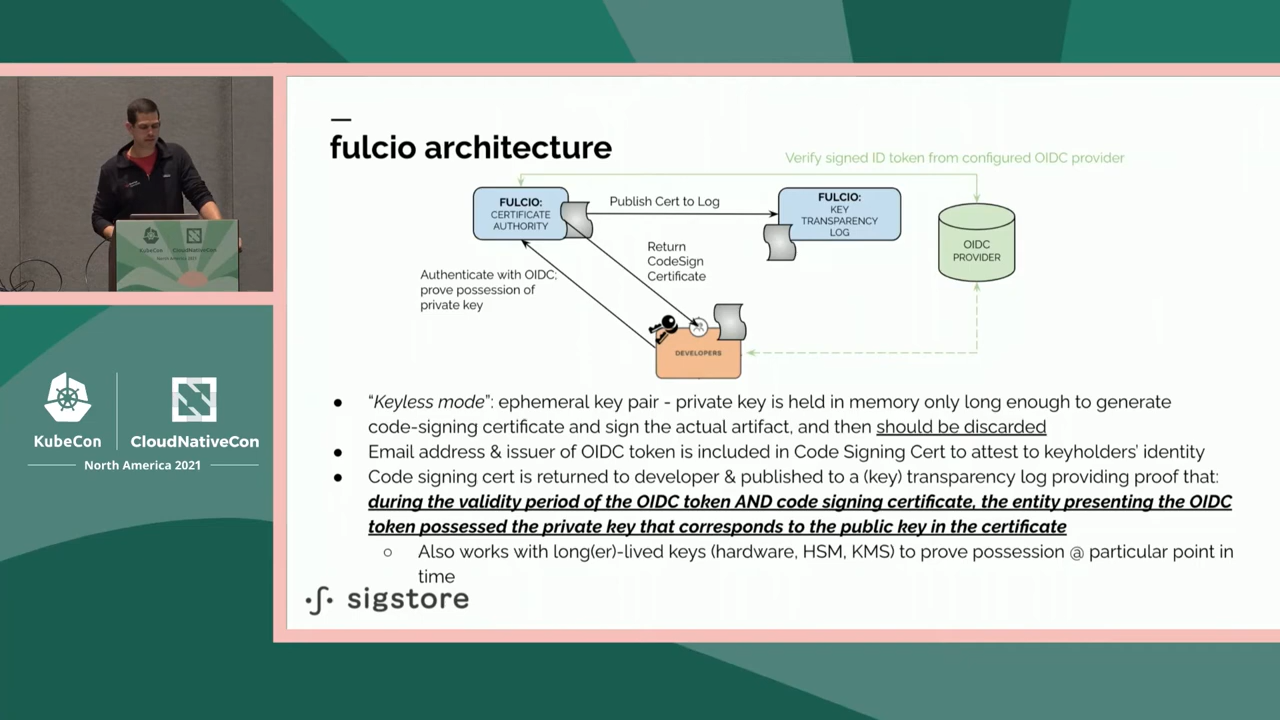 fulcio architecture
Verify signed ID token from configured OIDC provider
FULCIO:
CERTIFICATE
AUTHORITY
Publish Cert to Log
FULCIO:
KEY
TRANSPARENCY
LOG
OIDC
PROVIDER
Return
CodeSign
Certificate
Authenticate with OIDC;
prove possession of
private key
DEVELOPERS
● “Keyless mode”: ephemeral key pair - private key is held in memory only long enough to generate
code-signing certificate and sign the actual artifact, and then should be discarded
● Email address & issuer of OIDC token is included in Code Signing Cert to attest to keyholders' identity
● Code signing cert is returned to developer & published to a (key) transparency log providing proof that:
during the validity period of the OIDC token AND code signing certificate, the entity presenting the OIDC
token possessed the private key that corresponds to the public key in the certificate
○ Also works with long(er)-lived keys (hardware, HSM, KMS) to prove possession @ particular point in
time
sigstore
KubeCon
CloudNativeCon
North America 2021
KubeCon
CloudNativeCon
North America 2021